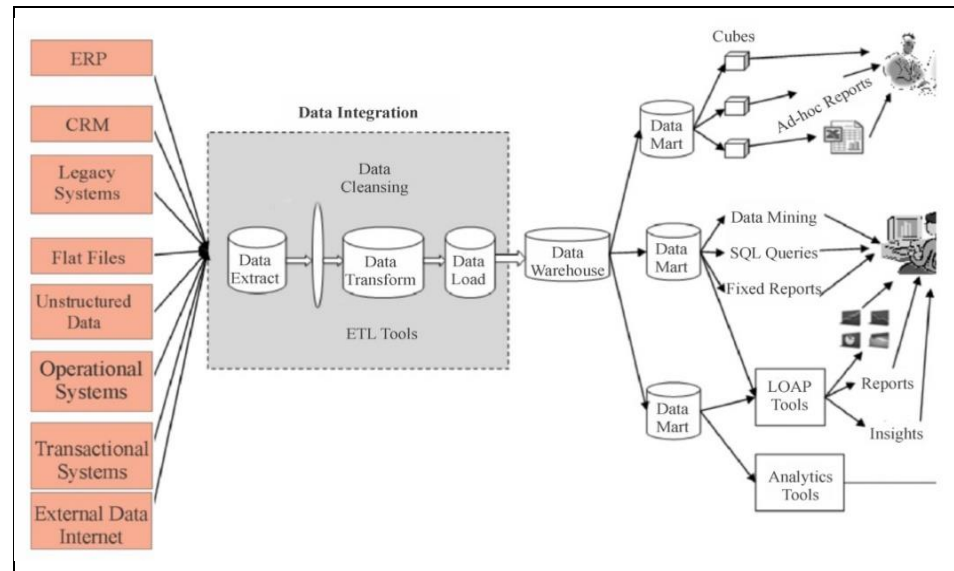 ERP
CRM
Legacy
Systems
Flat Files
Unstructured
Data
Operational
Systems
Transactional
Systems
External Data
Internet
Data Integration
Data
Cleansing
Data
Extract
Data
Transform
Data
Load
ETL Tools
Data
Warehouse
Data
Mart
Cubes
Ad-hoc Reports
Data
Mart
Data Mining
SQL Queries
Fixed Reports
Data
Mart
LOAP
Tools
Reports
Insights
Analytics
Tools